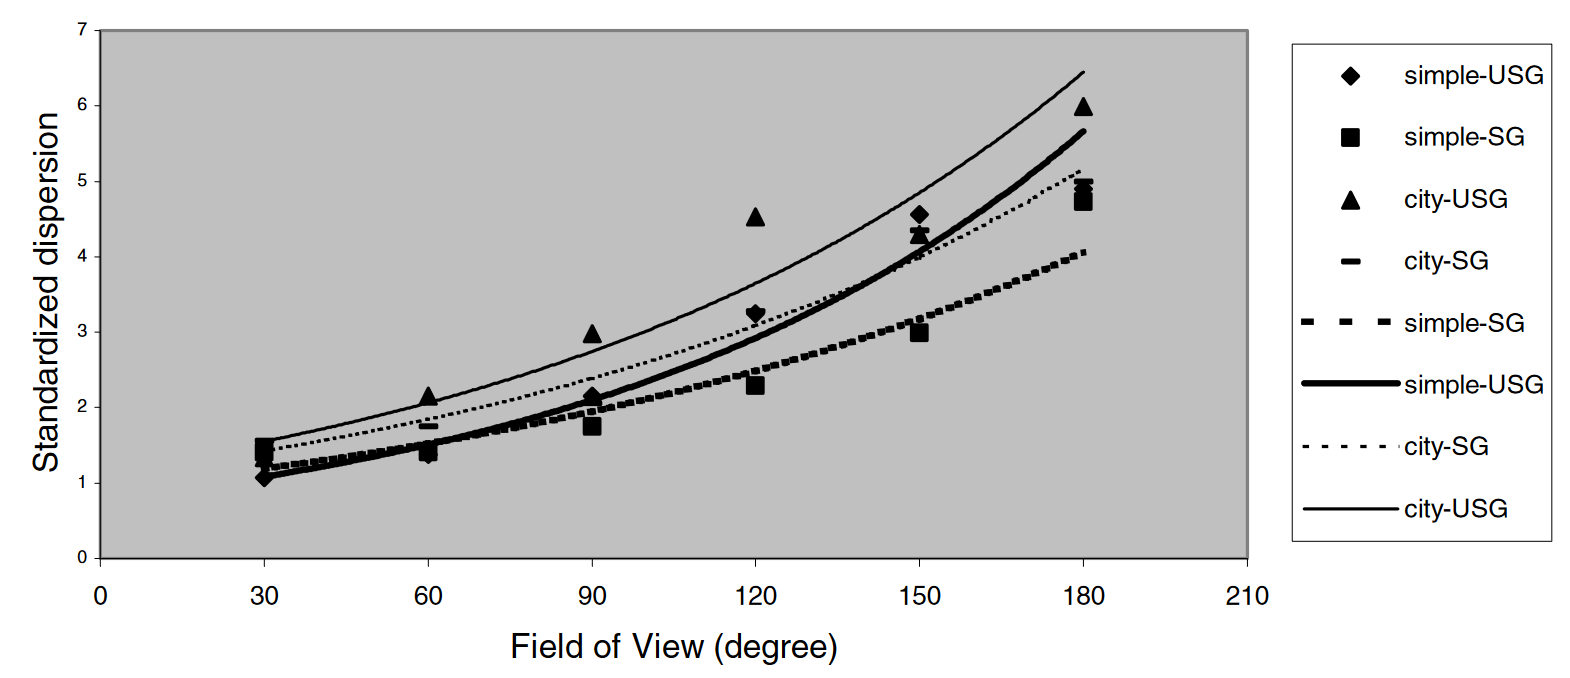 7
6
5
4
3
2
1
0
Standardized dispersion
0 30 60 90 120 150 180 210
Field of View (degree)
simple-USG
simple-SG
city-USG
city-SG
simple-SG
simple-USG
city-SG
city-USG